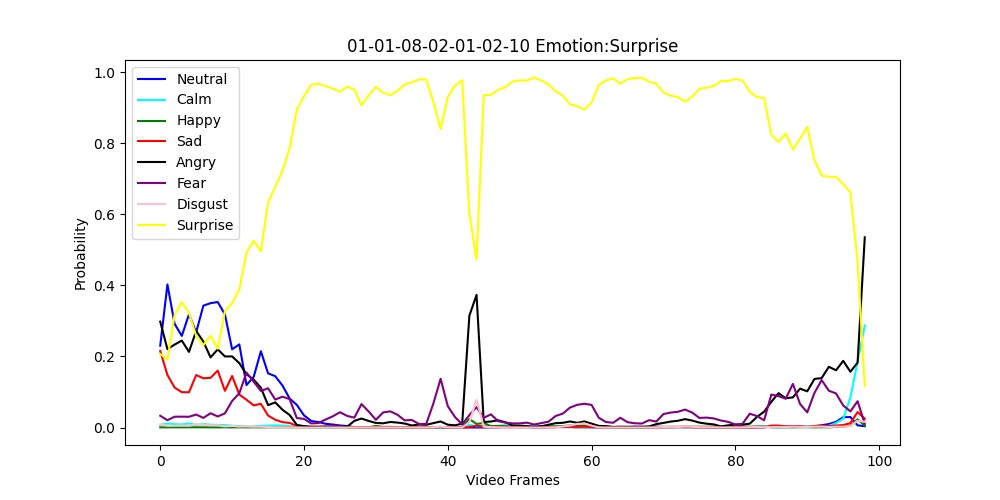 01-01-08-02-01-02-10 Emotion:Surprise
Probability
1.0
0.8
0.6
0.4
0.2
0.0
Neutral
Calm
Happy
Sad
Angry
Fear
Disgust
Surprise
0 20 40 60 80 100
Video Frames